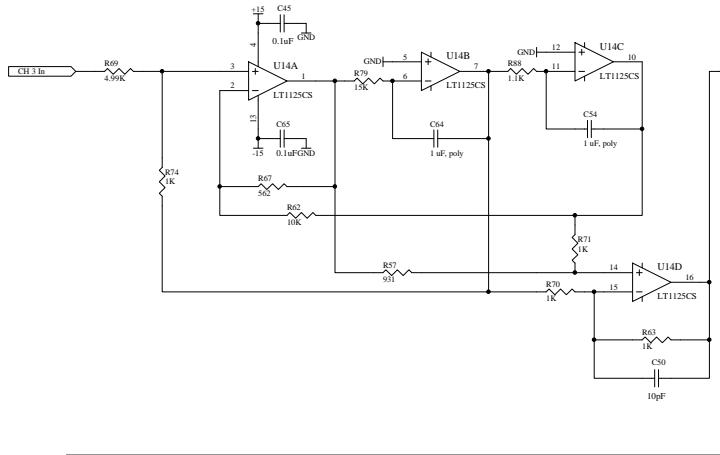 +15
C45
0.1uF
GND
4
CH 3 In
R69
4.99K
3
2
U14A
1
LT1125CS
13
-15
C65
0.1uF
GND
R79
15K
GND
5
6
U14B
7
LT1125CS
C64
1 uF, poly
R88
1.1K
GND
12
11
U14C
10
LT1125CS
C54
1 uF, poly
R74
1K
R67
562
R62
10K
R71
1K
R57
931
R70
1K
14
15
U14D
16
LT1125CS
R63
1K
C50
10pF